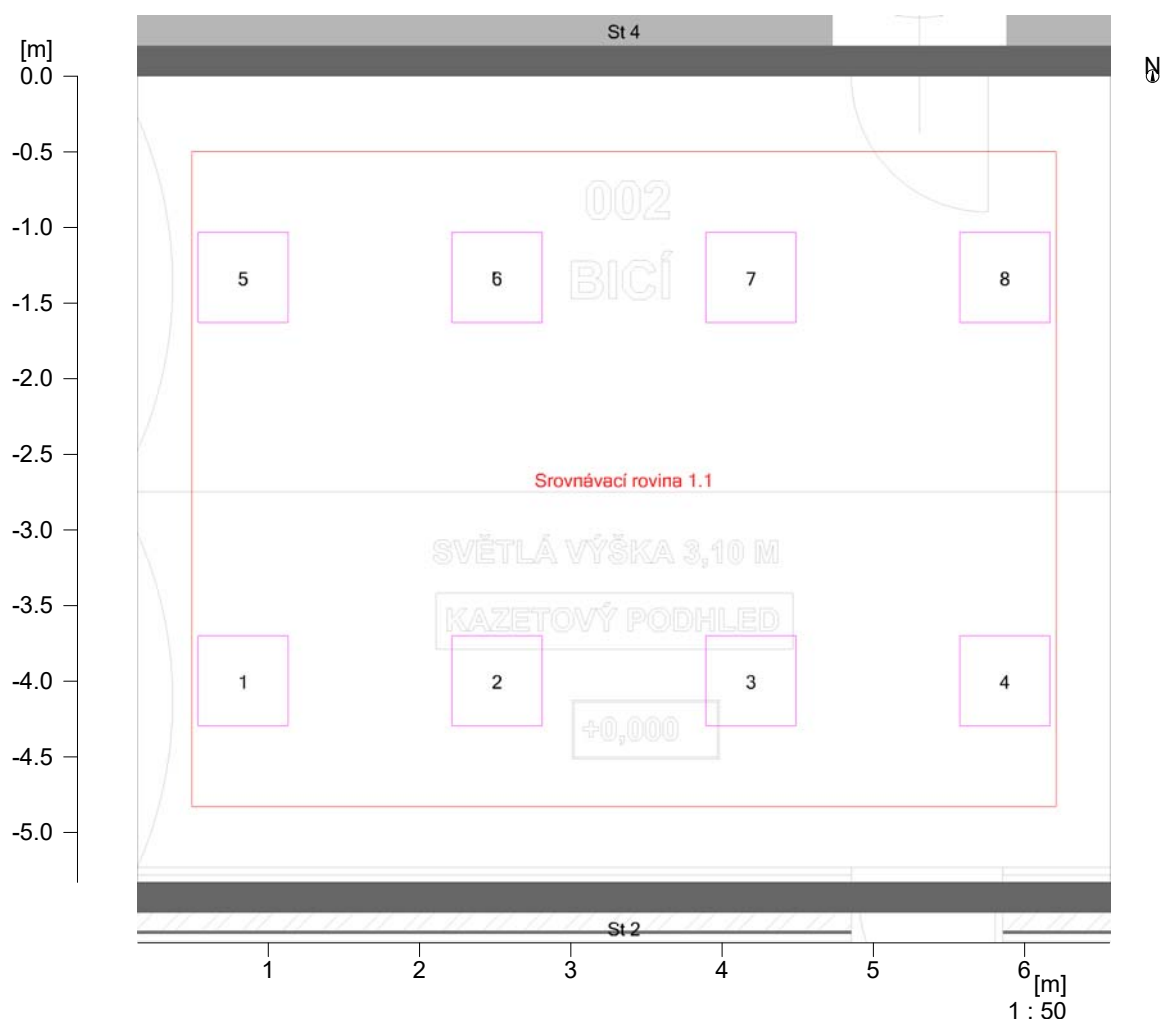 St 4
[m]
N
0.0
-0.5
-1.0
-1.5
-2.0
-2.5
-3.0
-3.5
-4.0
-4.5
-5.0
002
BICÍ
5 6 7 8
Srovnávací rovina 1.1
SVĚTLÁ VÝŠKA 3,10 M
KAZETOVÝ PODHLED
1 2 3 4
+0,000
St 2
1 2 3 4 5 6
[m]
1 : 50